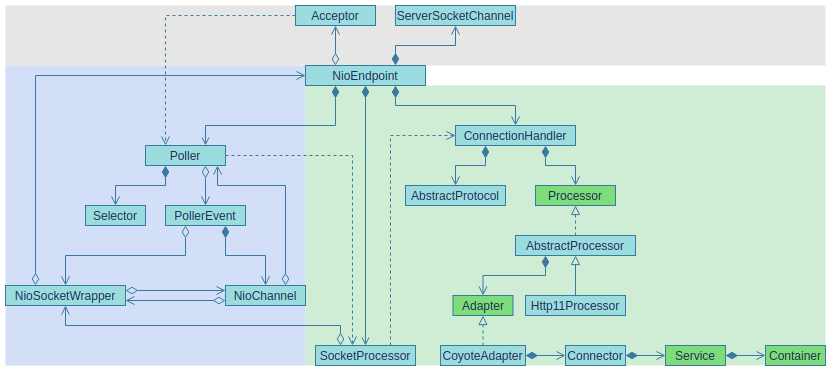 Acceptor
ServerSocketChannel
NioEndpoint
ConnectionHandler
Poller
AbstractProtocol
Processor
Selector
PollerEvent
AbstractProcessor
NioSocketWrapper
NioChannel
Adapter
Http11Processor
SocketProcessor
CoyoteAdapter
Connector
Service
Container